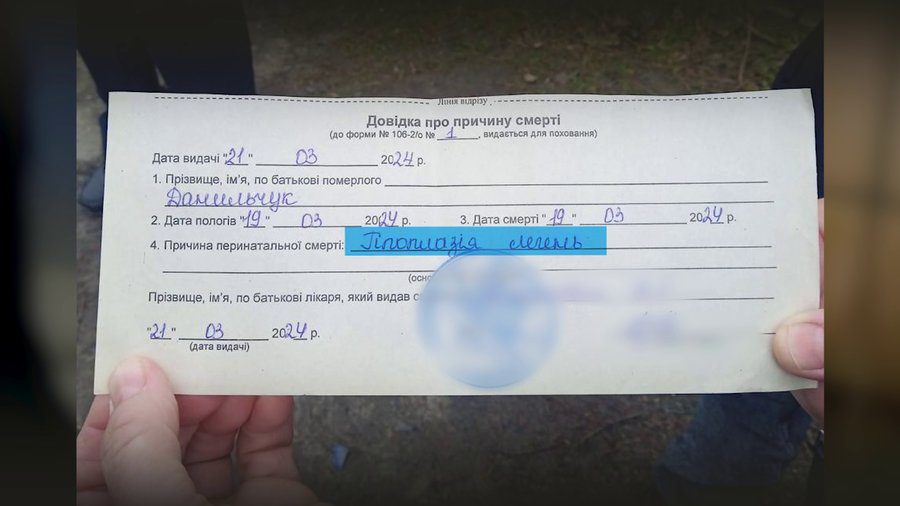 Лінія відрізу
Довідка про причину смерті
(до форми № 106-2/о № 1, видається для поховання)
Дата видачі "21" 03 2024 р.
1. Прізвище, ім'я, по батькові померлого
Данильчук
2. Дата пологів "19" 03 2024 р. 3. Дата смерті "19" 03 2024 р.
4. Причина перинатальної смерті: Гіпоплазія легень
Прізвище, ім'я, по батькові лікаря, який видав
"21" 03 2024 р.
(дата видачі)